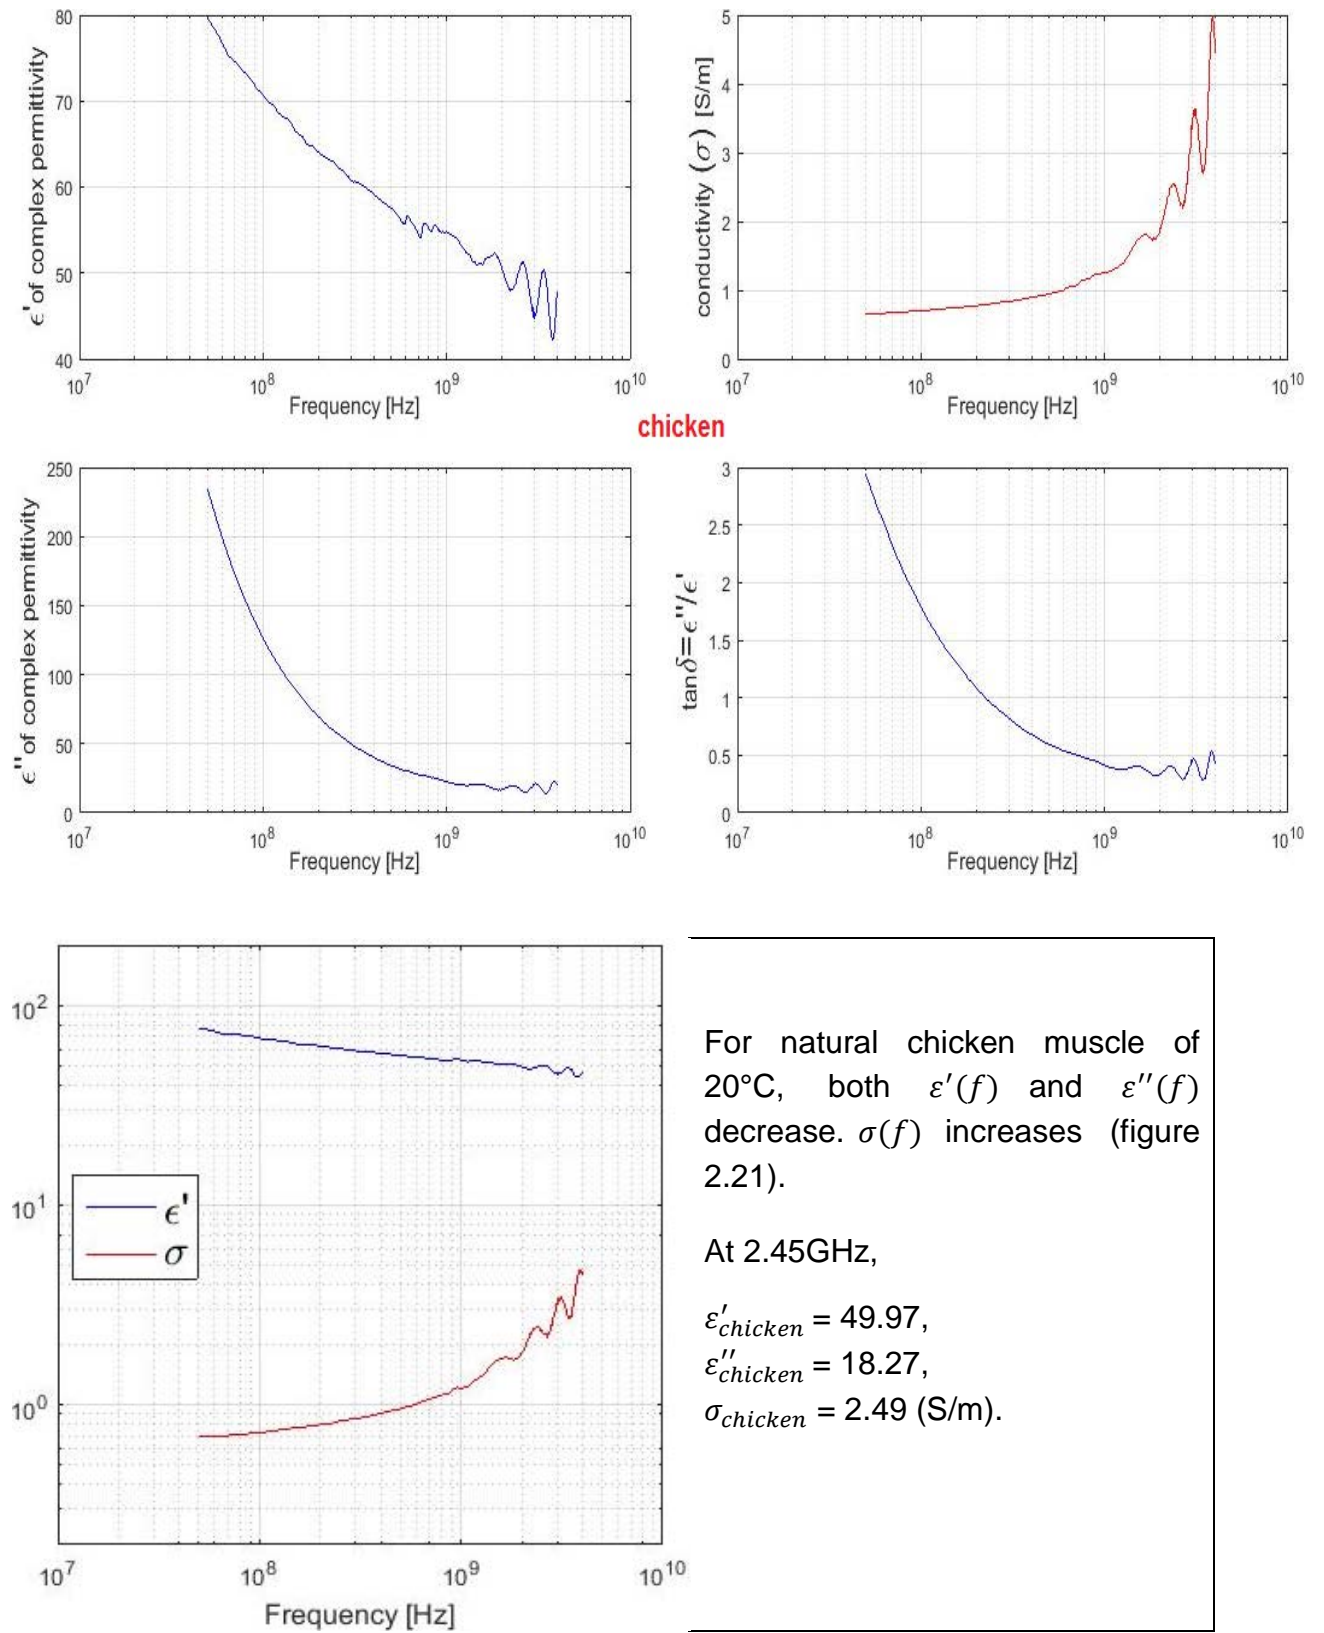 80
70
60
50
40
ϵ' of complex permittivity
10^7 10^8 10^9 10^10
Frequency [Hz]
5
4
3
2
1
0
conductivity (σ) [S/m]
10^7 10^8 10^9 10^10
Frequency [Hz]
chicken
250
200
150
100
50
0
ϵ'' of complex permittivity
10^7 10^8 10^9 10^10
Frequency [Hz]
3
2.5
2
1.5
1
0.5
0
tanδ=ϵ''/ϵ'
10^7 10^8 10^9 10^10
Frequency [Hz]
10^2
10^1
10^0
ϵ'
σ
10^7 10^8 10^9 10^10
Frequency [Hz]
For natural chicken muscle of
20°C, both ε′(f) and ε′′(f)
decrease. σ(f) increases (figure
2.21).
At 2.45GHz,
ε′chicken = 49.97,
ε′′chicken = 18.27,
σchicken = 2.49 (S/m).